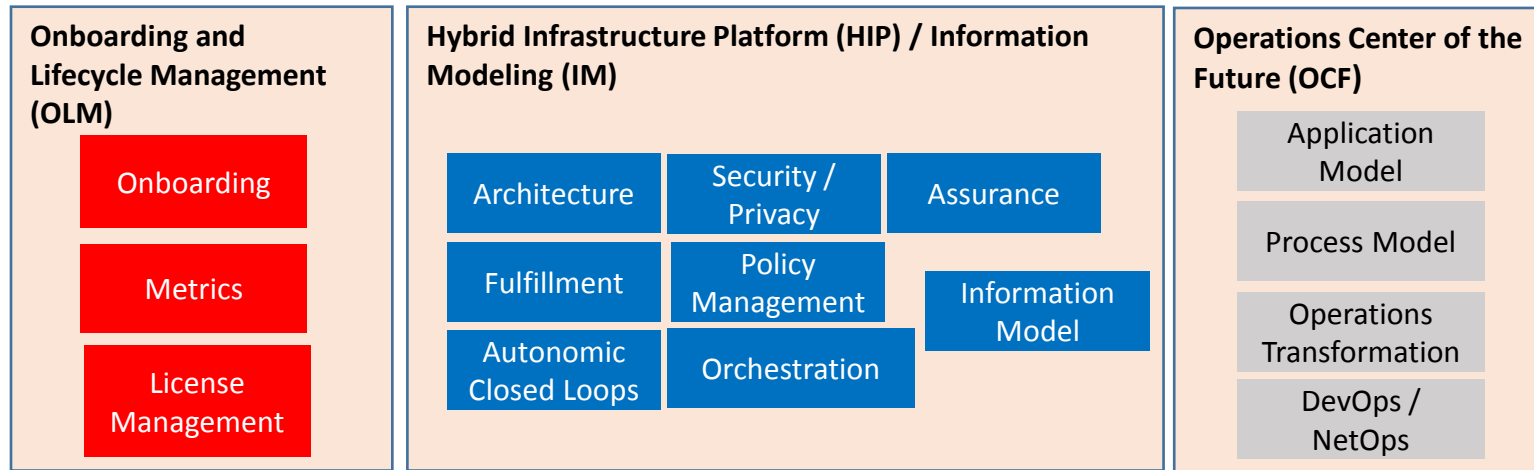 Onboarding and
Lifecycle Management
(OLM)
Onboarding
Metrics
License
Management
Hybrid Infrastructure Platform (HIP) / Information
Modeling (IM)
Architecture
Security /
Privacy
Assurance
Fulfillment
Policy
Management
Information
Model
Autonomic
Closed Loops
Orchestration
Operations Center of the
Future (OCF)
Application
Model
Process Model
Operations
Transformation
DevOps /
NetOps